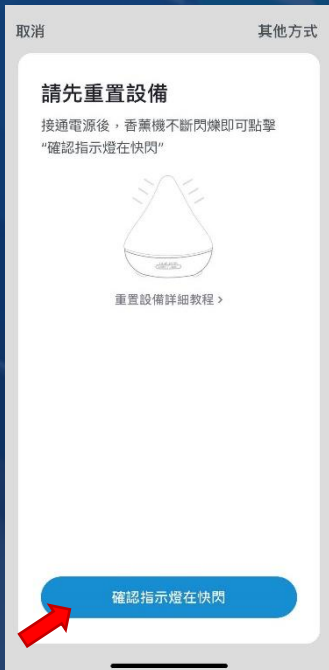 取消
其他方式
請先重置設備
接通電源後，香薰機不斷閃爍即可點擊
“確認指示燈在快閃”
重置設備詳細教程 ›
確認指示燈在快閃